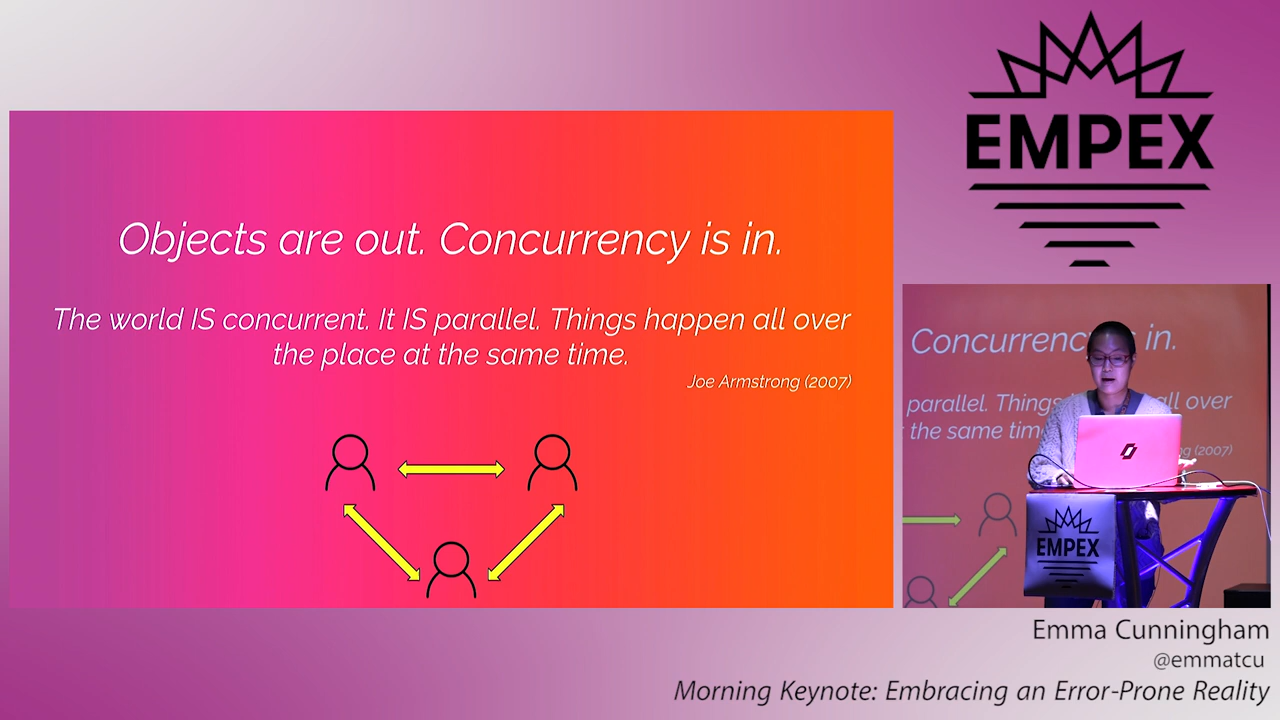 EMPEX
Objects are out. Concurrency is in.
The world IS concurrent. It IS parallel. Things happen all over
the place at the same time.
Joe Armstrong (2007)
Concurrency is in.
parallel. Things all over
the same time
(2007)
EMPEX
Emma Cunningham
@emmatcu
Morning Keynote: Embracing an Error-Prone Reality